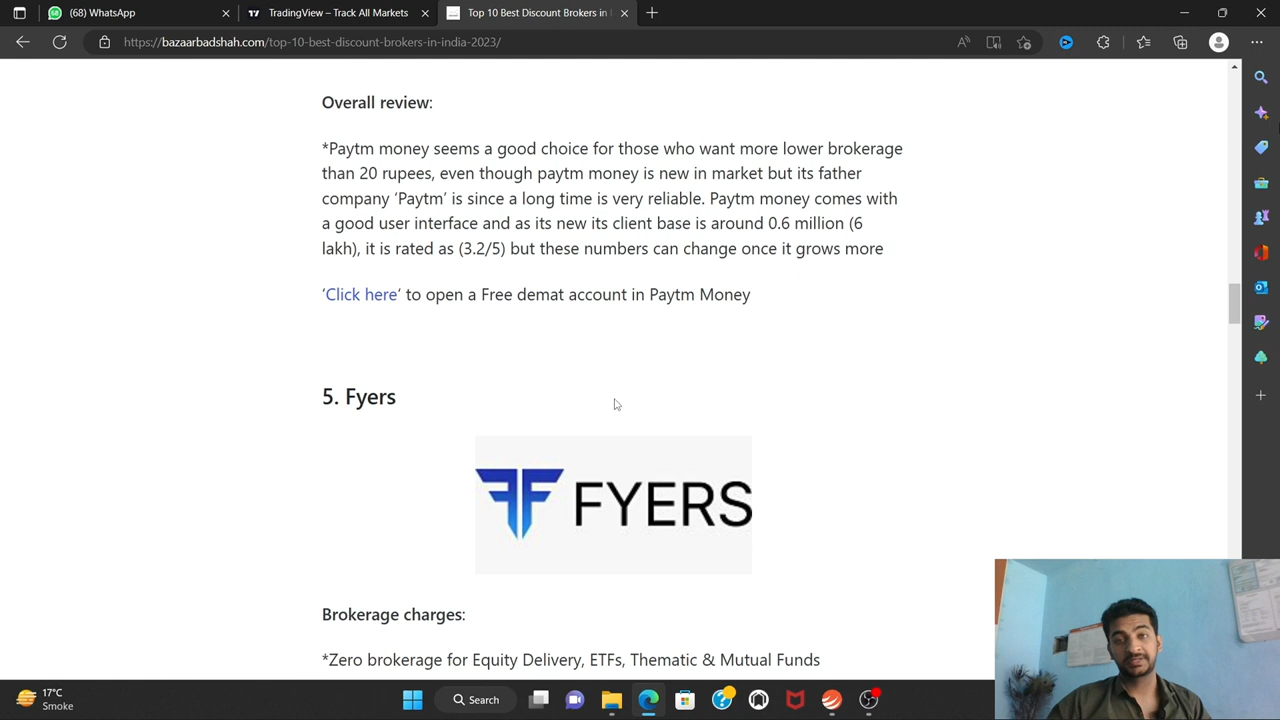 (68) WhatsApp
TradingView – Track All Markets
Top 10 Best Discount Brokers in
https://bazaarbadshah.com/top-10-best-discount-brokers-in-india-2023/
Overall review:
*Paytm money seems a good choice for those who want more lower brokerage
than 20 rupees, even though paytm money is new in market but its father
company ‘Paytm’ is since a long time is very reliable. Paytm money comes with
a good user interface and as its new its client base is around 0.6 million (6
lakh), it is rated as (3.2/5) but these numbers can change once it grows more
‘Click here‘ to open a Free demat account in Paytm Money
5. Fyers
FYERS
Brokerage charges:
*Zero brokerage for Equity Delivery, ETFs, Thematic & Mutual Funds
17°C
Smoke
Search